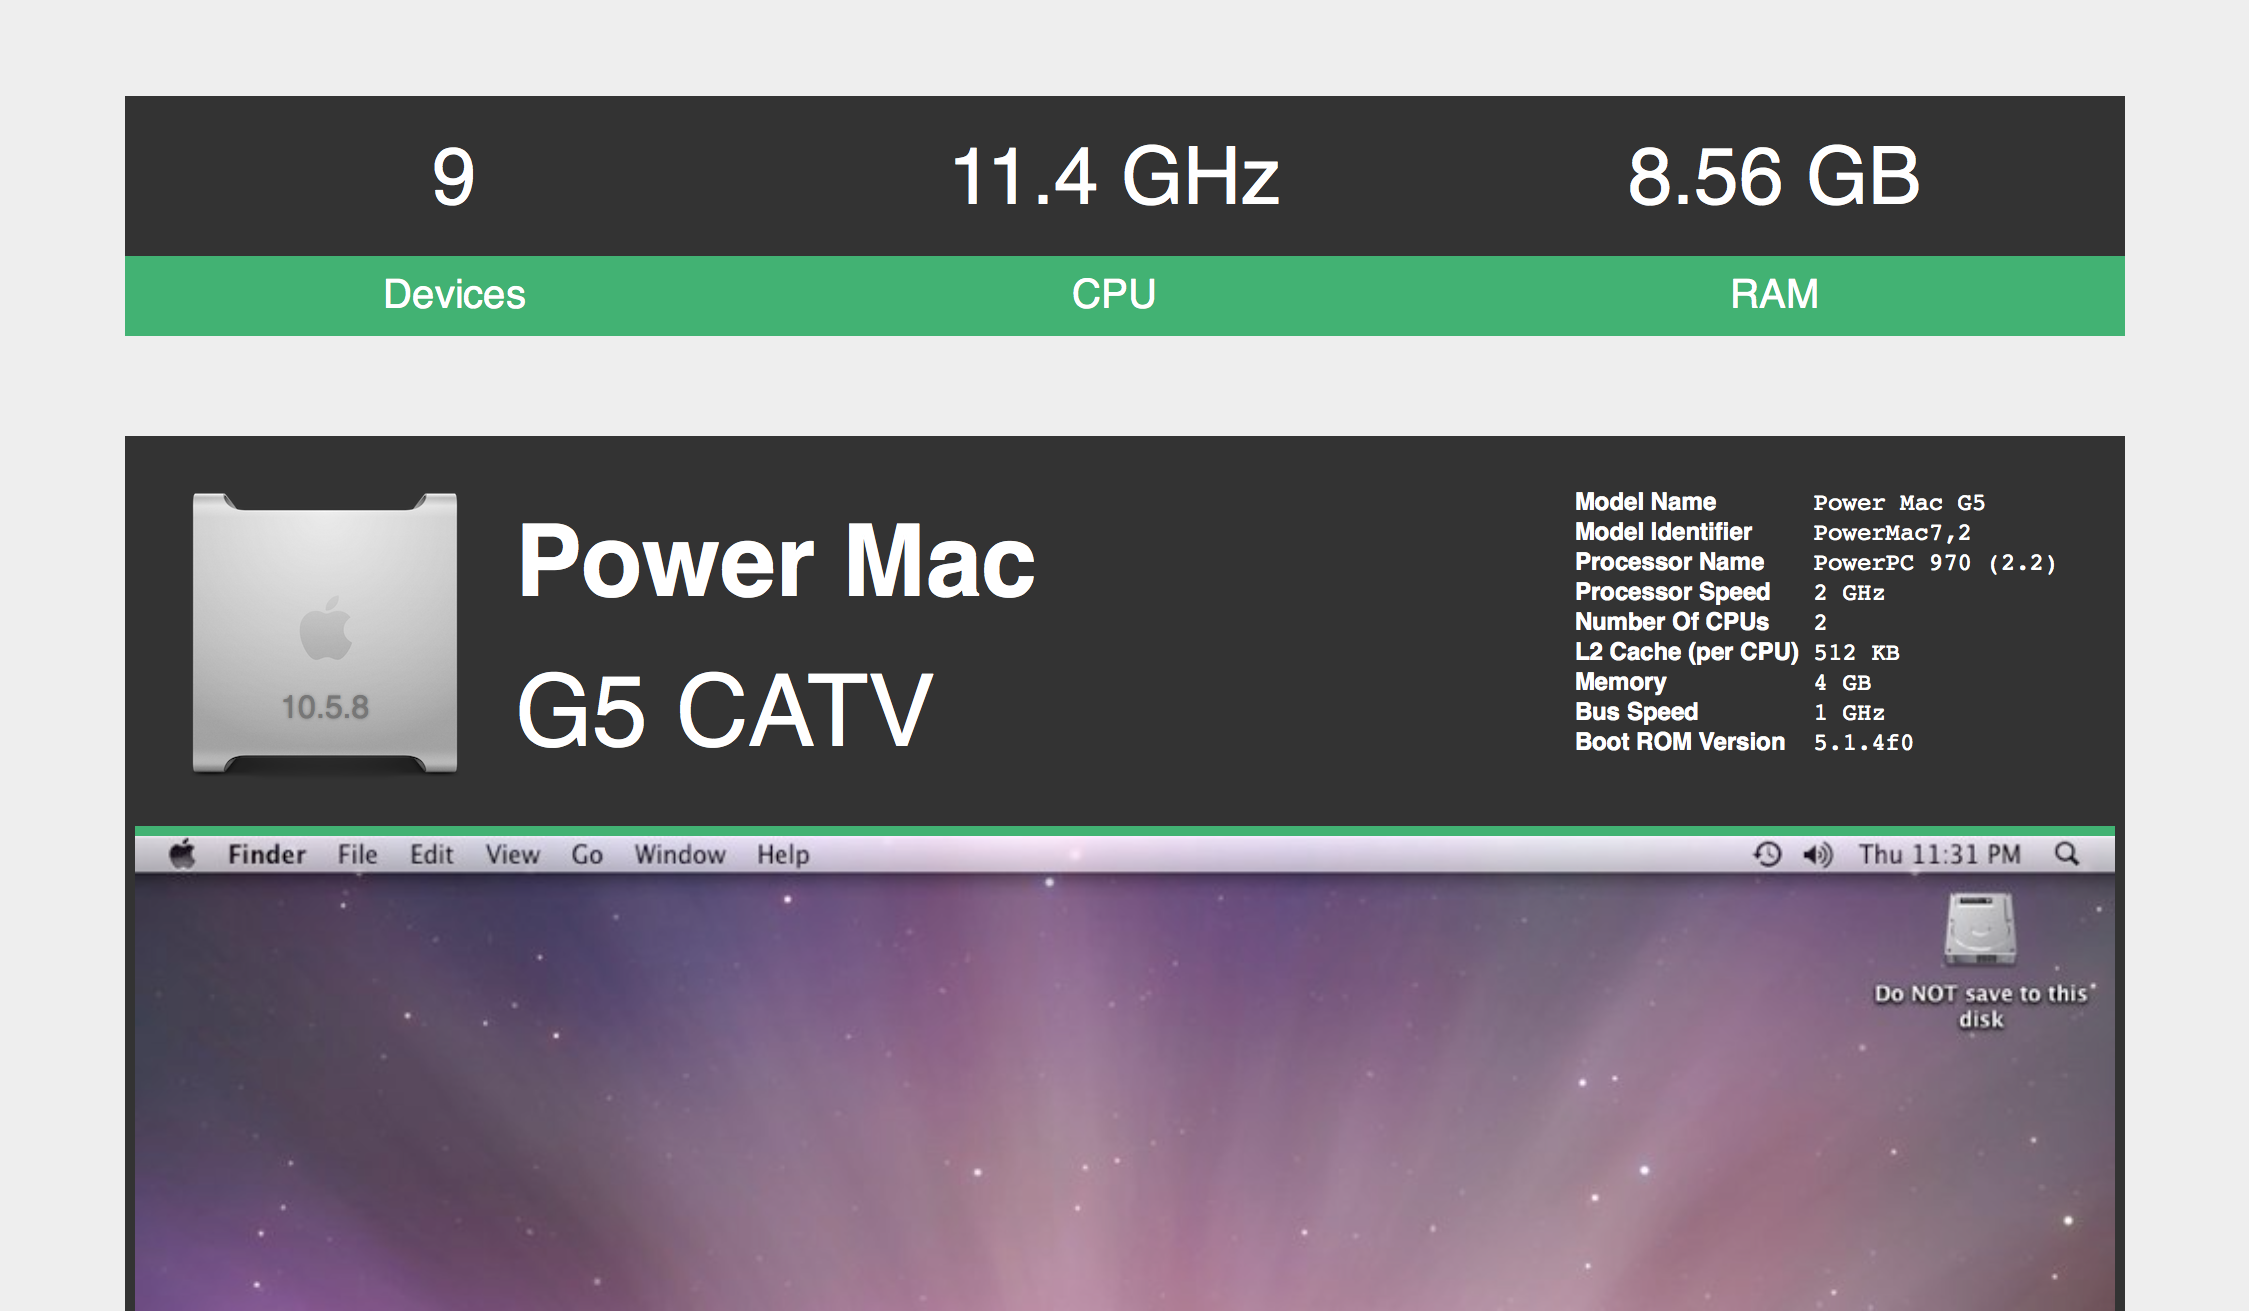 9 11.4 GHz 8.56 GB
Devices CPU RAM
10.5.8
Power Mac
G5 CATV
Model Name Power Mac G5
Model Identifier PowerMac7,2
Processor Name PowerPC 970 (2.2)
Processor Speed 2 GHz
Number Of CPUs 2
L2 Cache (per CPU) 512 KB
Memory 4 GB
Bus Speed 1 GHz
Boot ROM Version 5.1.4f0
Finder File Edit View Go Window Help Thu 11:31 PM
Do NOT save to this
disk